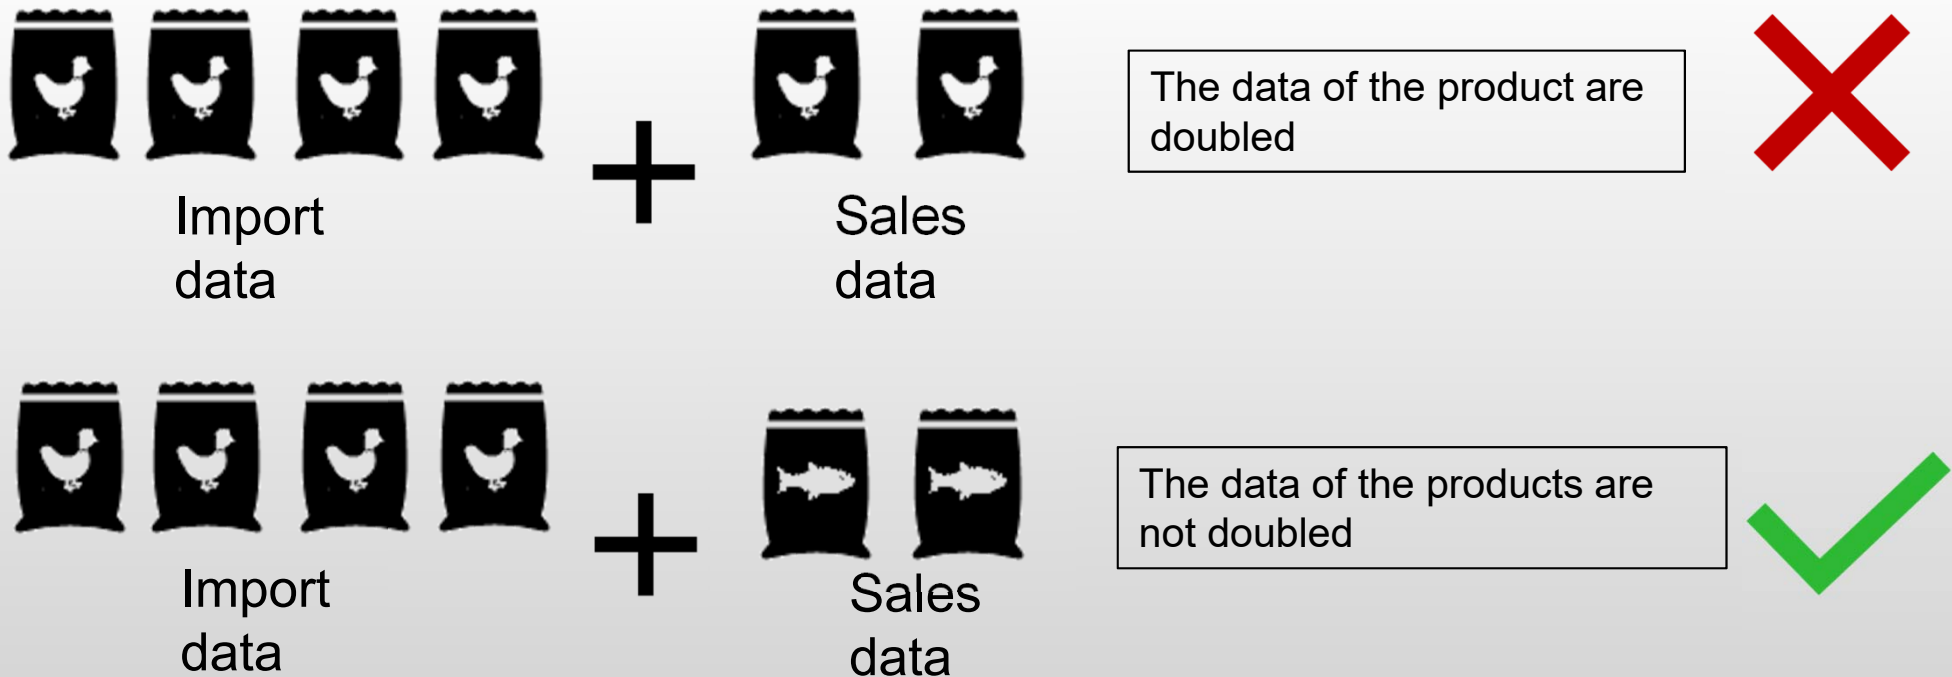 Import
data
Sales
data
The data of the product are
doubled
Import
data
Sales
data
The data of the products are
not doubled